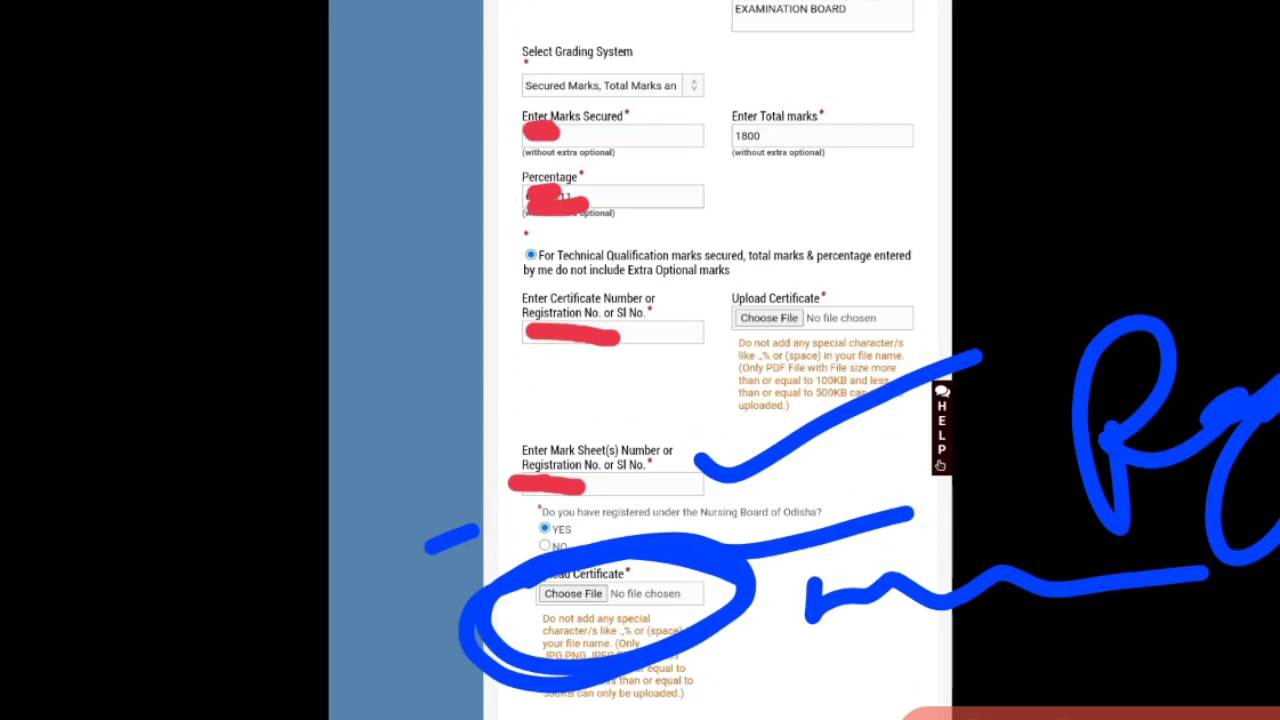 EXAMINATION BOARD
Select Grading System
*
Secured Marks, Total Marks an
Enter Marks Secured * Enter Total marks *
1800
(without extra optional) (without extra optional)
Percentage *
11
optional)
*
For Technical Qualification marks secured, total marks & percentage entered
by me do not include Extra Optional marks
Enter Certificate Number or
Registration No. or Sl No. *
Upload Certificate *
Choose File No file chosen
Do not add any special character/s
like .,% or (space) in your file name.
(Only PDF File with File size more
than or equal to 100KB and less
than or equal to 500KB can
uploaded.)
HELP
Enter Mark Sheet(s) Number or
Registration No. or Sl No. *
*Do you have registered under the Nursing Board of Odisha?
YES
NO
Certificate *
Choose File No file chosen
Do not add any special
character/s like .,% or (space)
your file name. (Only
JPG,PNG,
equal to
than or equal to
500KB can only be uploaded.)